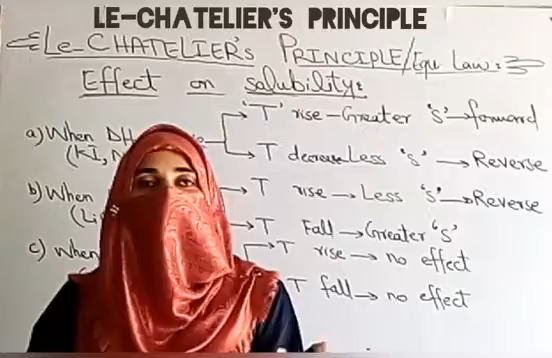 LE-CHATELIER'S PRINCIPLE
Le-CHATELIER's PRINCIPLE/Equ Law:
Effect on solubility:
'T' rise - Greater 's' → forward
a) When ΔH
(KI, N
T decrease Less 's' → Reverse
b) When → T rise → Less 's' → Reverse
(Li
→ T Fall → Greater 's'
c) When → T rise → no effect
T fall → no effect